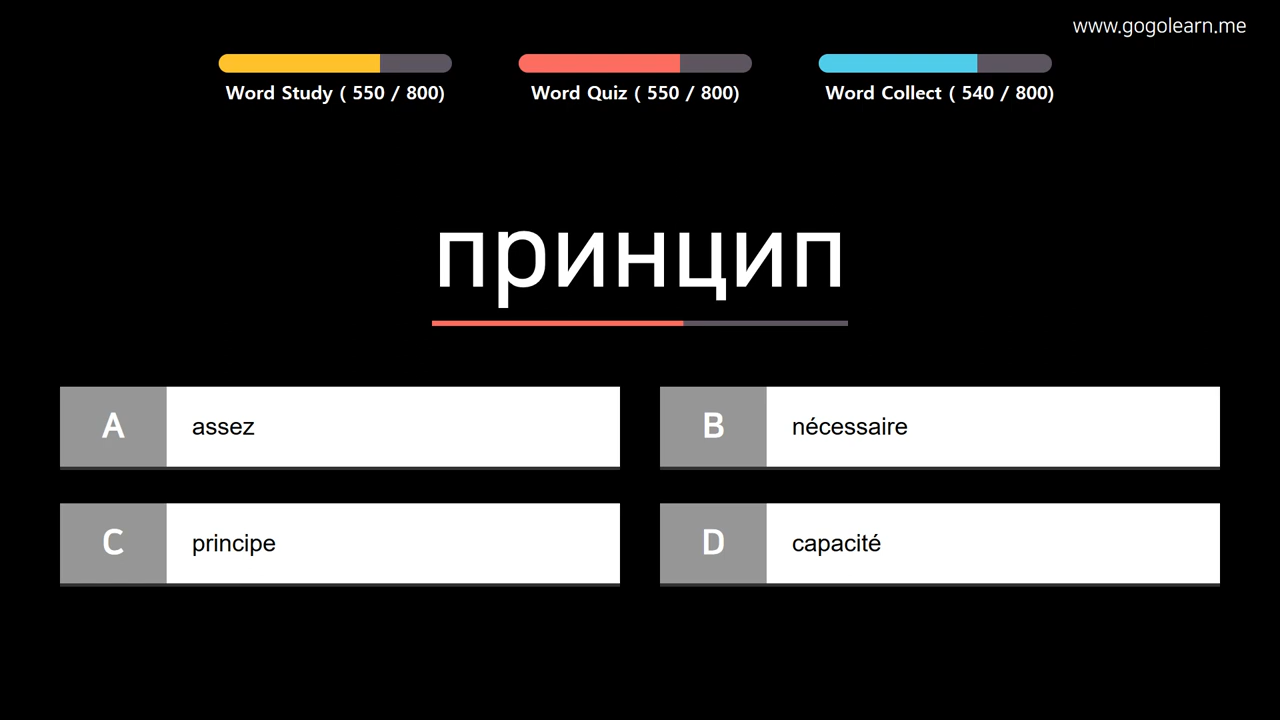 www.gogolearn.me
Word Study ( 550 / 800)
Word Quiz ( 550 / 800)
Word Collect ( 540 / 800)
принцип
A assez
B nécessaire
C principe
D capacité